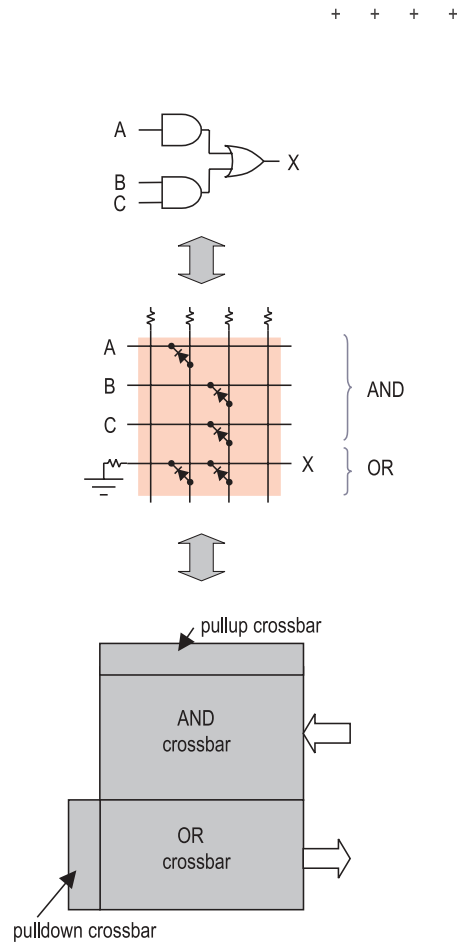 + + + +
A
X
B
C
A
B
AND
C
X
OR
pullup crossbar
AND
crossbar
OR
crossbar
pulldown crossbar